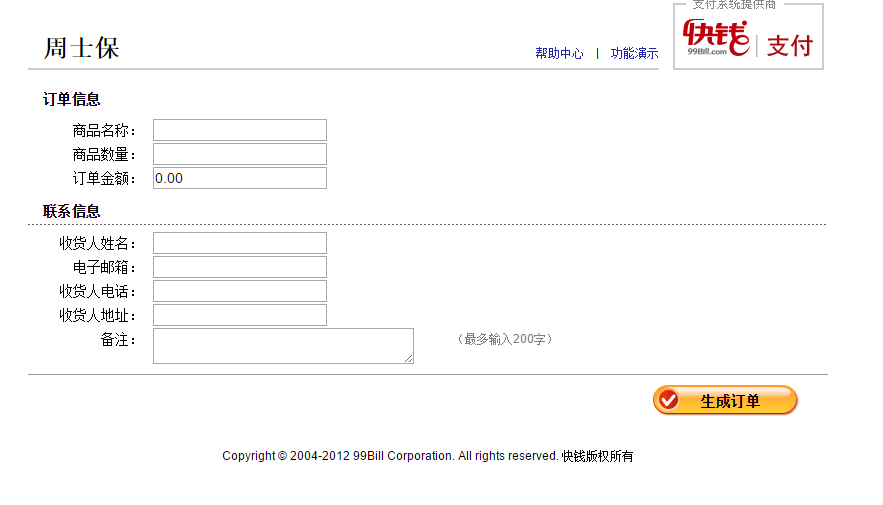 支付系统提供商
周士保
帮助中心 | 功能演示
快钱 99Bill.com | 支付
订单信息
商品名称：
商品数量：
订单金额： 0.00
联系信息
收货人姓名：
电子邮箱：
收货人电话：
收货人地址：
备注： （最多输入200字）
生成订单
Copyright © 2004-2012 99Bill Corporation. All rights reserved. 快钱版权所有